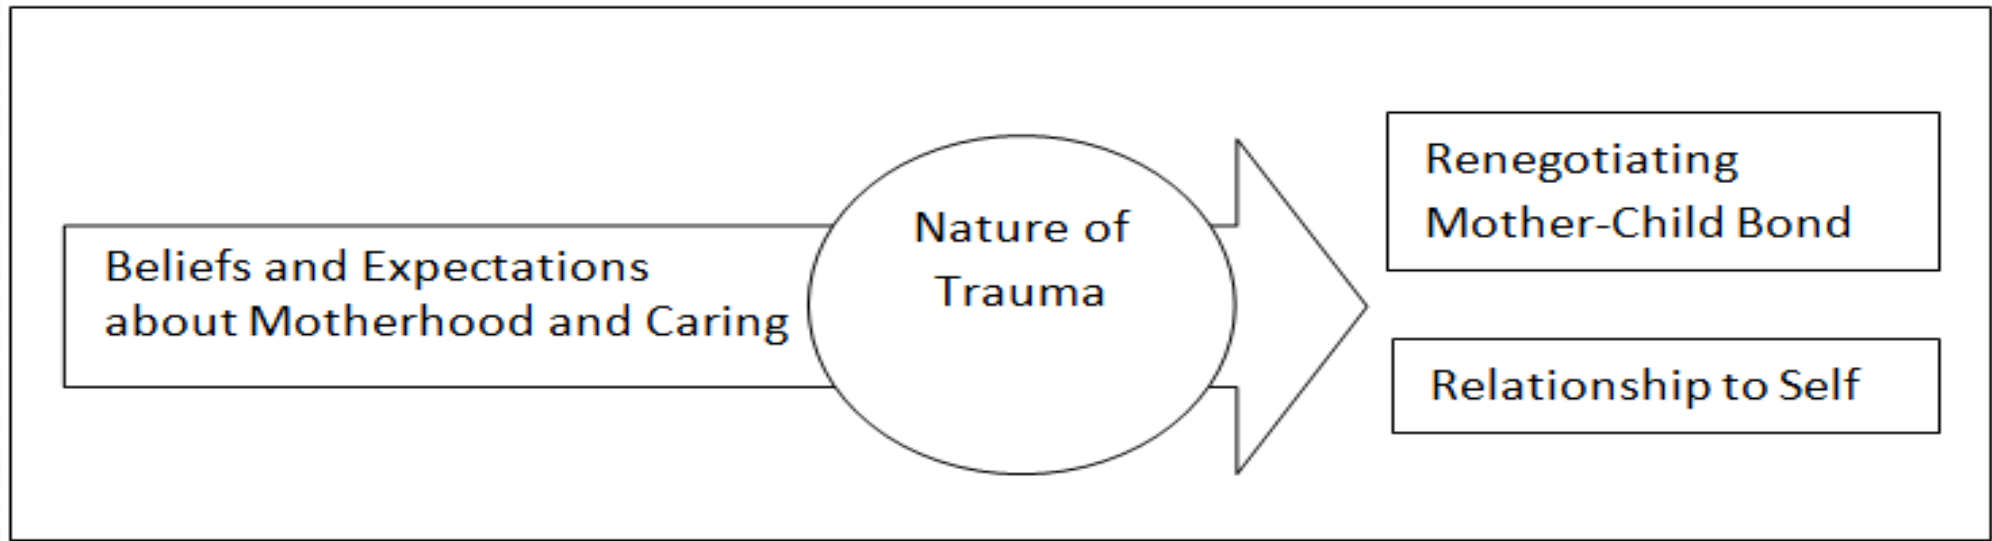 Beliefs and Expectations
about Motherhood and Caring
Nature of
Trauma
Renegotiating
Mother-Child Bond
Relationship to Self